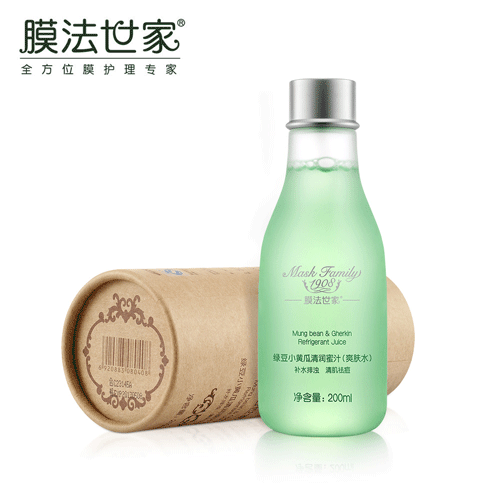 膜法世家®
全方位膜护理专家
Mask Family
1908
膜法世家®
Mung bean & Gherkin
Refrigerant Juice
绿豆小黄瓜清润蜜汁(爽肤水)
补水排浊 清肌祛痘
净含量:200ml